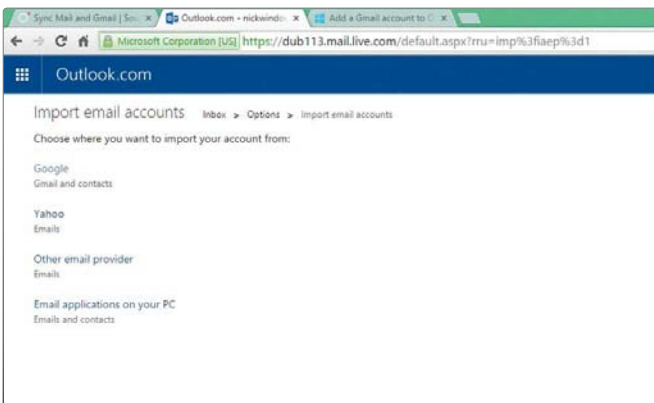 Sync Mail and Gmail | So
Outlook.com - nickwindo
Add a Gmail account to O
Microsoft Corporation [US] https://dub113.mail.live.com/default.aspx?rru=imp%3fiaep%3d1
Outlook.com
Import email accounts Inbox > Options > Import email accounts
Choose where you want to import your account from:
Google
Gmail and contacts
Yahoo
Emails
Other email provider
Emails
Email applications on your PC
Emails and contacts